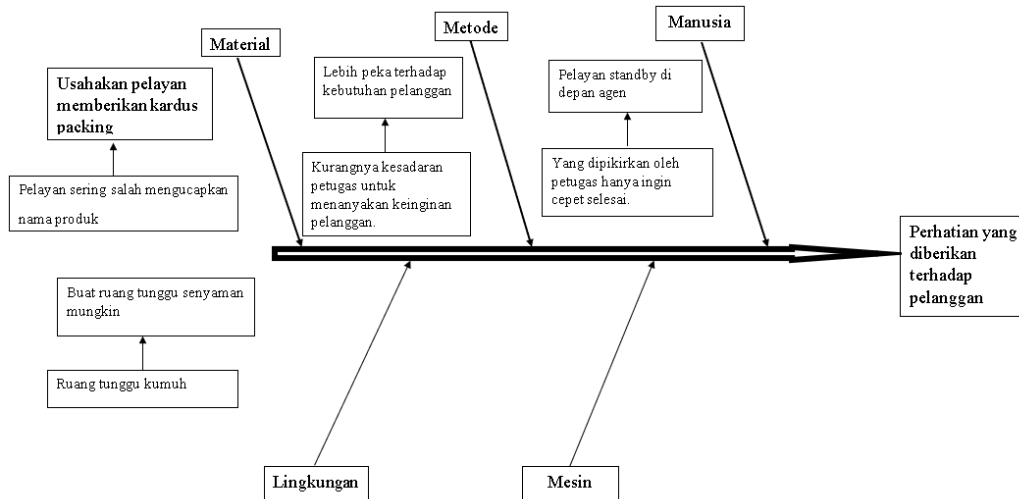 Material
Metode
Manusia
Usahakan pelayan
memberikan kardus
packing
Lebih peka terhadap
kebutuhan pelanggan
Pelayan standby di
depan agen
Pelayan sering salah mengucapkan
nama produk
Kurangnya kesadaran
petugas untuk
menanyakan keinginan
pelanggan.
Yang dipikirkan oleh
petugas hanya ingin
cepet selesai.
Perhatian yang
diberikan
terhadap
pelanggan
Buat ruang tunggu senyaman
mungkin
Ruang tunggu kumuh
Lingkungan
Mesin